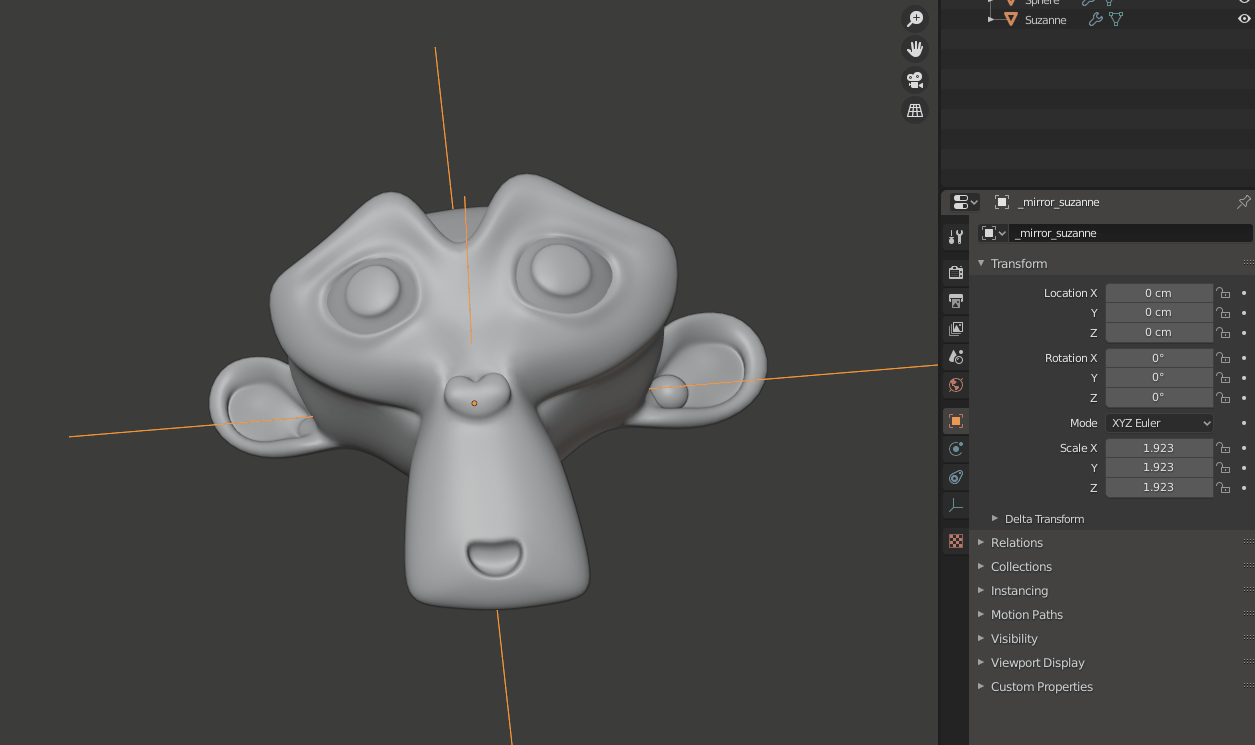 Sphere
Suzanne
_mirror_suzanne
_mirror_suzanne
Transform
Location X 0 cm
Y 0 cm
Z 0 cm
Rotation X 0°
Y 0°
Z 0°
Mode XYZ Euler
Scale X 1.923
Y 1.923
Z 1.923
Delta Transform
Relations
Collections
Instancing
Motion Paths
Visibility
Viewport Display
Custom Properties